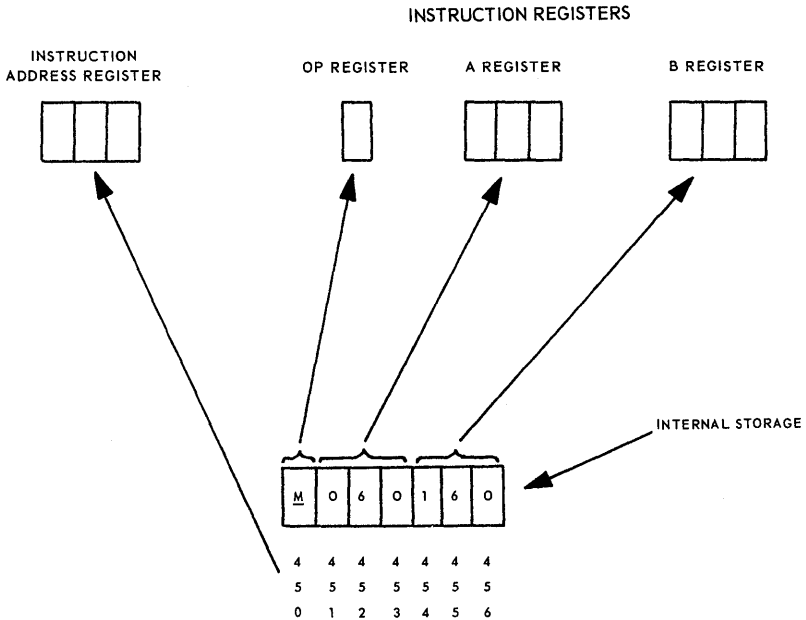 INSTRUCTION REGISTERS
INSTRUCTION
ADDRESS REGISTER
OP REGISTER
A REGISTER
B REGISTER
INTERNAL STORAGE
M 0 6 0 1 6 0
4 4 4 4 4 4 4
5 5 5 5 5 5 5
0 1 2 3 4 5 6